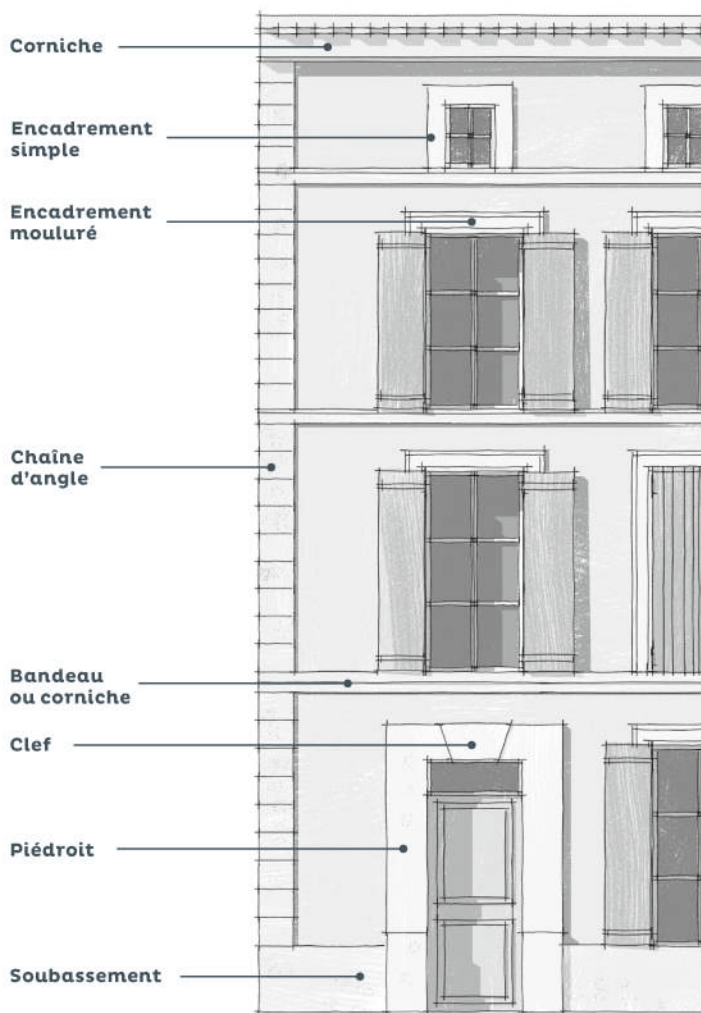 Corniche
Encadrement
simple
Encadrement
mouluré
Chaîne
d'angle
Bandeau
ou corniche
Clef
Piédroit
Soubassement